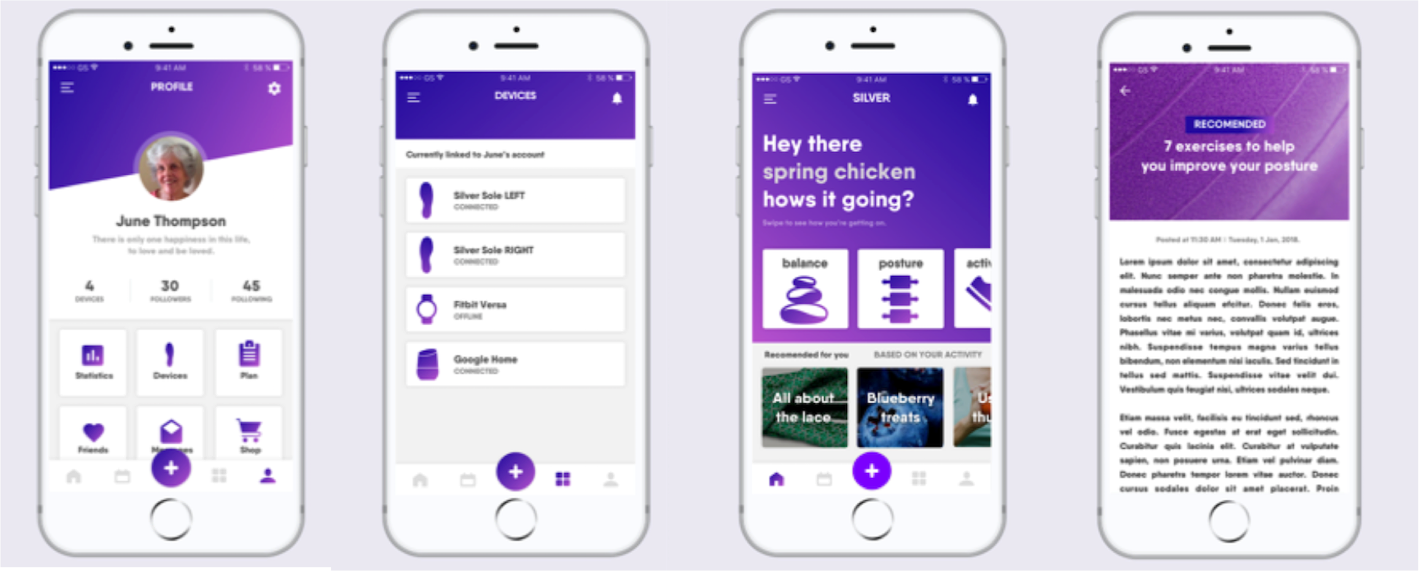 GS 9:41 AM 58 %
PROFILE
June Thompson
There is only one happiness in this life,
to love and be loved.
4 30 45
DEVICES FOLLOWERS FOLLOWING
Statistics Devices Plan
Friends Shop
GS 9:41 AM 58 %
DEVICES
Currently linked to June's account
Silver Sole LEFT
CONNECTED
Silver Sole RIGHT
CONNECTED
Fitbit Versa
OFFLINE
Google Home
CONNECTED
GS 9:41 AM 58 %
SILVER
Hey there
spring chicken
hows it going?
Swipe to see how you're getting on.
balance posture activ
Recomended for you BASED ON YOUR ACTIVITY
All about
the lace
Blueberry
treats
Us
thu
GS 9:41 AM 58 %
RECOMENDED
7 exercises to help
you improve your posture
Posted at 11:30 AM | Tuesday, 1 Jan, 2018.
Lorem ipsum dolor sit amet, consectetur adipiscing
elit. Nunc semper ante non pharetra molestie. In
malesuada odio nec congue mollis. Nullam euismod
cursus tellus aliquam efcitur. Donec felis eros,
lobortis nec metus nec, convallis volutpat augue.
Phasellus vitae mi varius, volutpat quam id, ultrices
nibh. Suspendisse tempus magna varius tellus
bibendum, non elementum nisi iaculis. Sed tincidunt in
tellus sed mattis. Suspendisse vitae velit dui.
Vestibulum quis feugiat nisi, ultrices sodales neque.
Etiam massa velit, facilisis eu tincidunt sed, rhoncus
vel odio. Fusce egestas at erat eget sollicitudin.
Curabitur quis lacinia elit. Curabitur at vulputate
sapien, non posuere urna. Etiam vel pulvinar diam.
Donec pharetra tempor lorem vitae auctor. Donec
cursus sodales dolor sit amet placerat. Proin